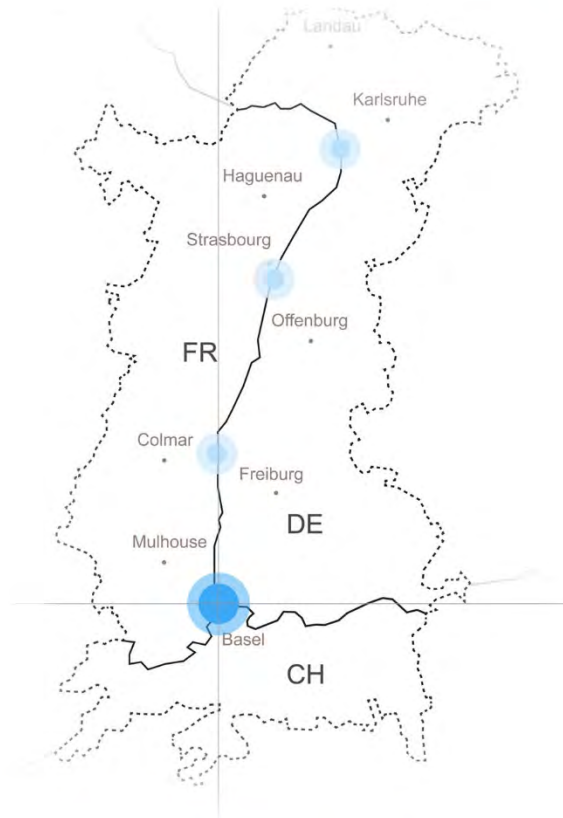 Landau
Karlsruhe
Haguenau
Strasbourg
Offenburg
FR
Colmar
Freiburg
DE
Mulhouse
Basel
CH